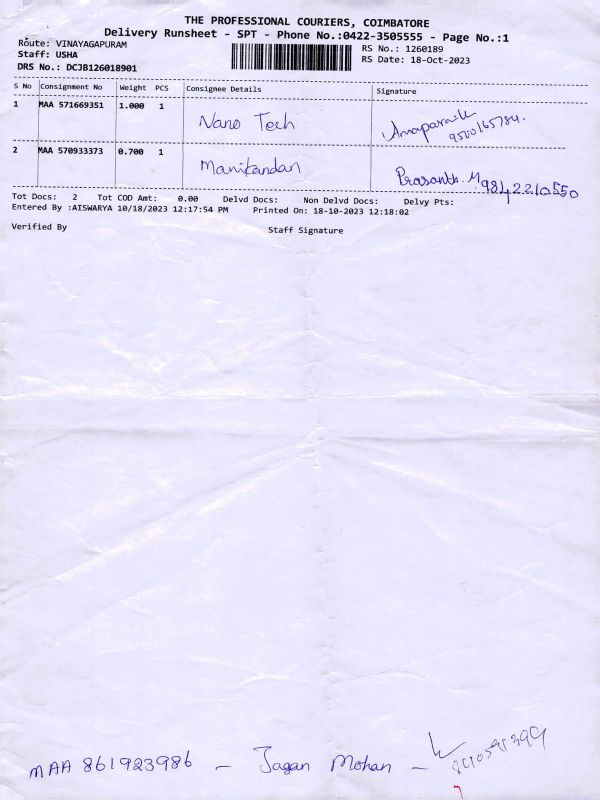 THE PROFESSIONAL COURIERS, COIMBATORE
Delivery Runsheet - SPT - Phone No.:0422-3505555 - Page No.:1
Route: VINAYAGAPURAM
Staff: USHA
DRS No.: DCJB126018901
RS No.: 1260189
RS Date: 18-Oct-2023
S No Consignment No Weight PCS Consignee Details Signature
1 MAA 571669351 1.000 1 Nano Tech
9500165784.
2 MAA 570933373 0.700 1 Manikandan Prasanth. M 9842210550
Tot Docs: 2 Tot COD Amt: 0.00 Delvd Docs: Non Delvd Docs: Delvy Pts:
Entered By :AISWARYA 10/18/2023 12:17:54 PM Printed On: 18-10-2023 12:18:02
Verified By Staff Signature
MAA 861923986 - Jagan Mohan -